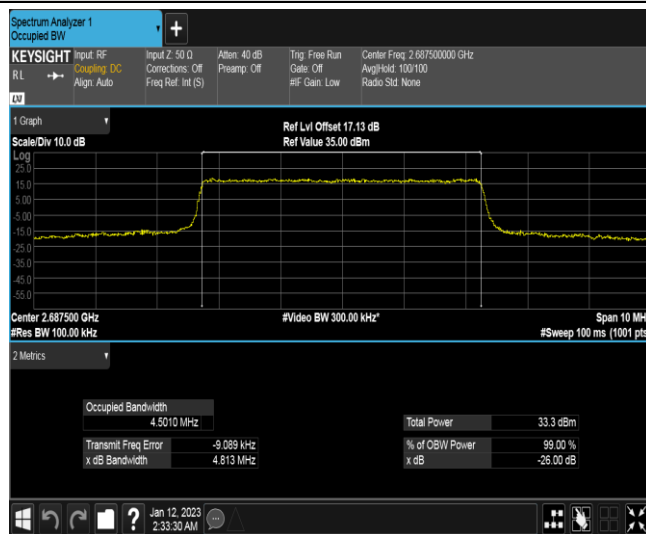 Spectrum Analyzer 1
Occupied BW
+
KEYSIGHT Input: RF Input Z: 50 Ω Atten: 40 dB Trig: Free Run Center Freq: 2.687500000 GHz
RL Coupling: DC Corrections: Off Preamp: Off Gate: Off Avg|Hold: 100/100
Align: Auto Freq Ref: Int (S) #IF Gain: Low Radio Std: None
LXI
1 Graph
Ref Lvl Offset 17.13 dB
Scale/Div 10.0 dB Ref Value 35.00 dBm
Log
25.0
15.0
5.00
-5.00
-15.0
-25.0
-35.0
-45.0
-55.0
Center 2.687500 GHz #Video BW 300.00 kHz* Span 10 MH
#Res BW 100.00 kHz #Sweep 100 ms (1001 pts
2 Metrics
Occupied Bandwidth
4.5010 MHz Total Power 33.3 dBm
Transmit Freq Error -9.089 kHz % of OBW Power 99.00 %
x dB Bandwidth 4.813 MHz x dB -26.00 dB
? Jan 12, 2023
2:33:30 AM